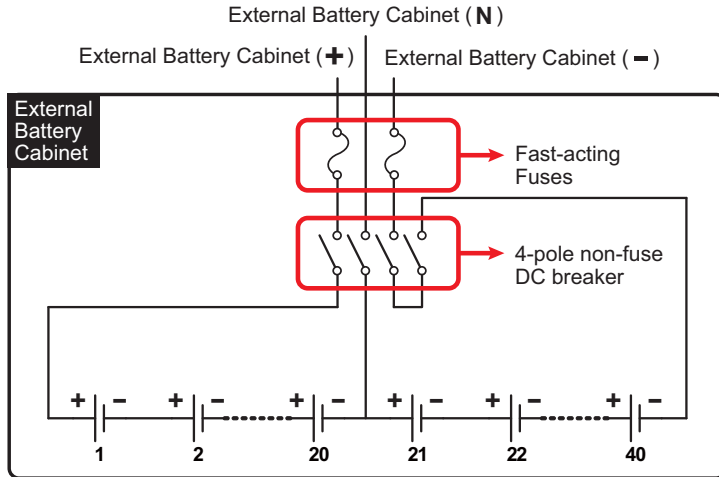 External Battery Cabinet ( N )
External Battery Cabinet ( + )
External Battery Cabinet ( − )
External
Battery
Cabinet
Fast-acting
Fuses
4-pole non-fuse
DC breaker
+ − + − + − + − + − + −
1 2 20 21 22 40